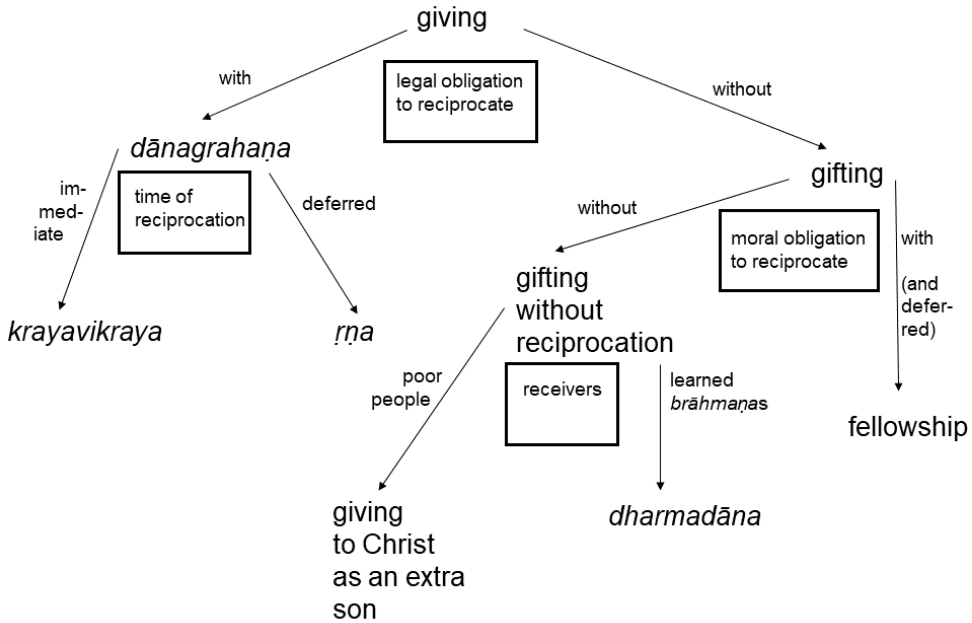 giving
with
legal obligation
to reciprocate
without
dānagrahaṇa
gifting
im-
med-
iate
time of
reciprocation
deferred
without
moral obligation
to reciprocate
with
(and
defer-
red)
krayavikraya
ṛṇa
gifting
without
reciprocation
poor
people
receivers
learned
brāhmaṇas
fellowship
giving
to Christ
as an extra
son
dharmadāna